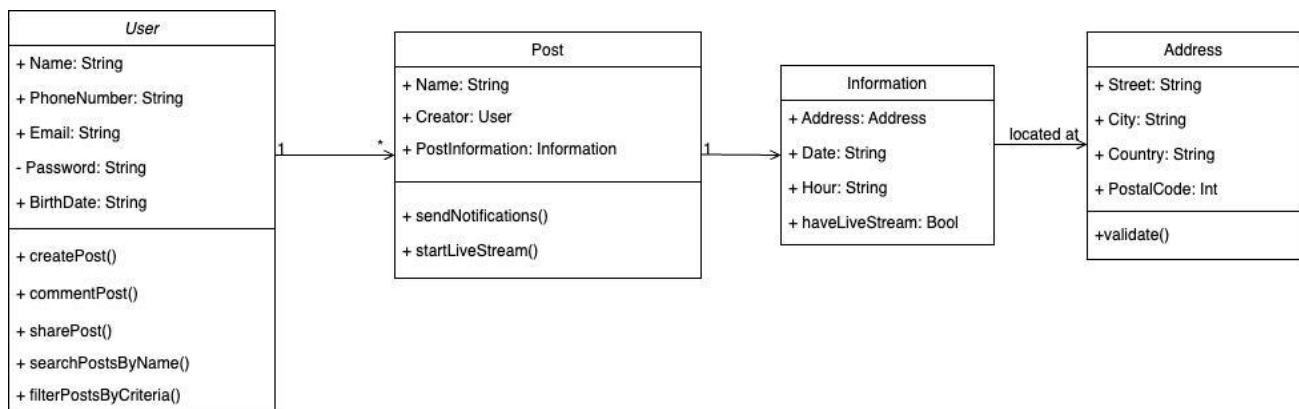 User
+ Name: String
+ PhoneNumber: String
+ Email: String
- Password: String
+ BirthDate: String
+ createPost()
+ commentPost()
+ sharePost()
+ searchPostsByName()
+ filterPostsByCriteria()
1
*
Post
+ Name: String
+ Creator: User
+ PostInformation: Information
+ sendNotifications()
+ startLiveStream()
1
Information
+ Address: Address
+ Date: String
+ Hour: String
+ haveLiveStream: Bool
located at
Address
+ Street: String
+ City: String
+ Country: String
+ PostalCode: Int
+validate()